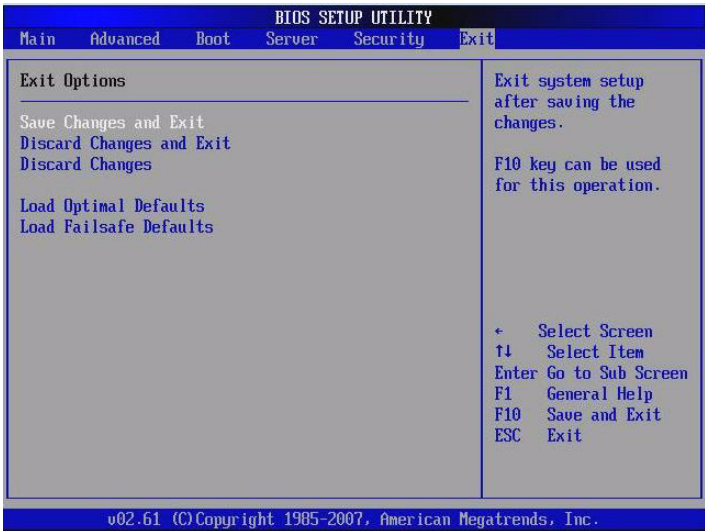 BIOS SETUP UTILITY
Main Advanced Boot Server Security Exit
Exit Options
Save Changes and Exit
Discard Changes and Exit
Discard Changes
Load Optimal Defaults
Load Failsafe Defaults
Exit system setup
after saving the
changes.
F10 key can be used
for this operation.
← Select Screen
↑↓ Select Item
Enter Go to Sub Screen
F1 General Help
F10 Save and Exit
ESC Exit
v02.61 (C)Copyright 1985-2007, American Megatrends, Inc.